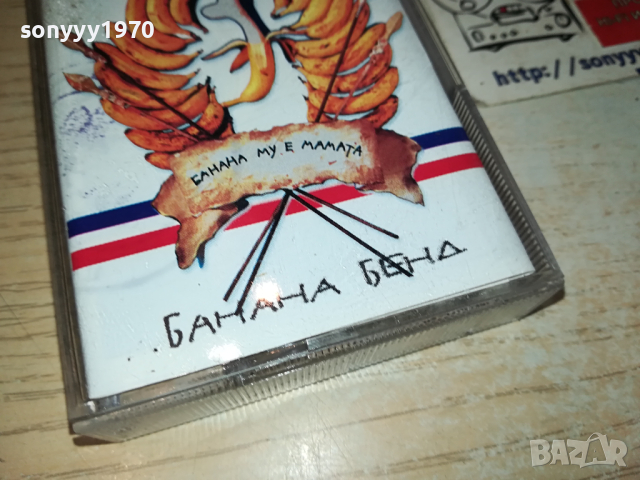 sonyyy1970
http://sonyy
БАНАНА МУ Е МАМАТА
БАНАНА БЕНД
BAZAR